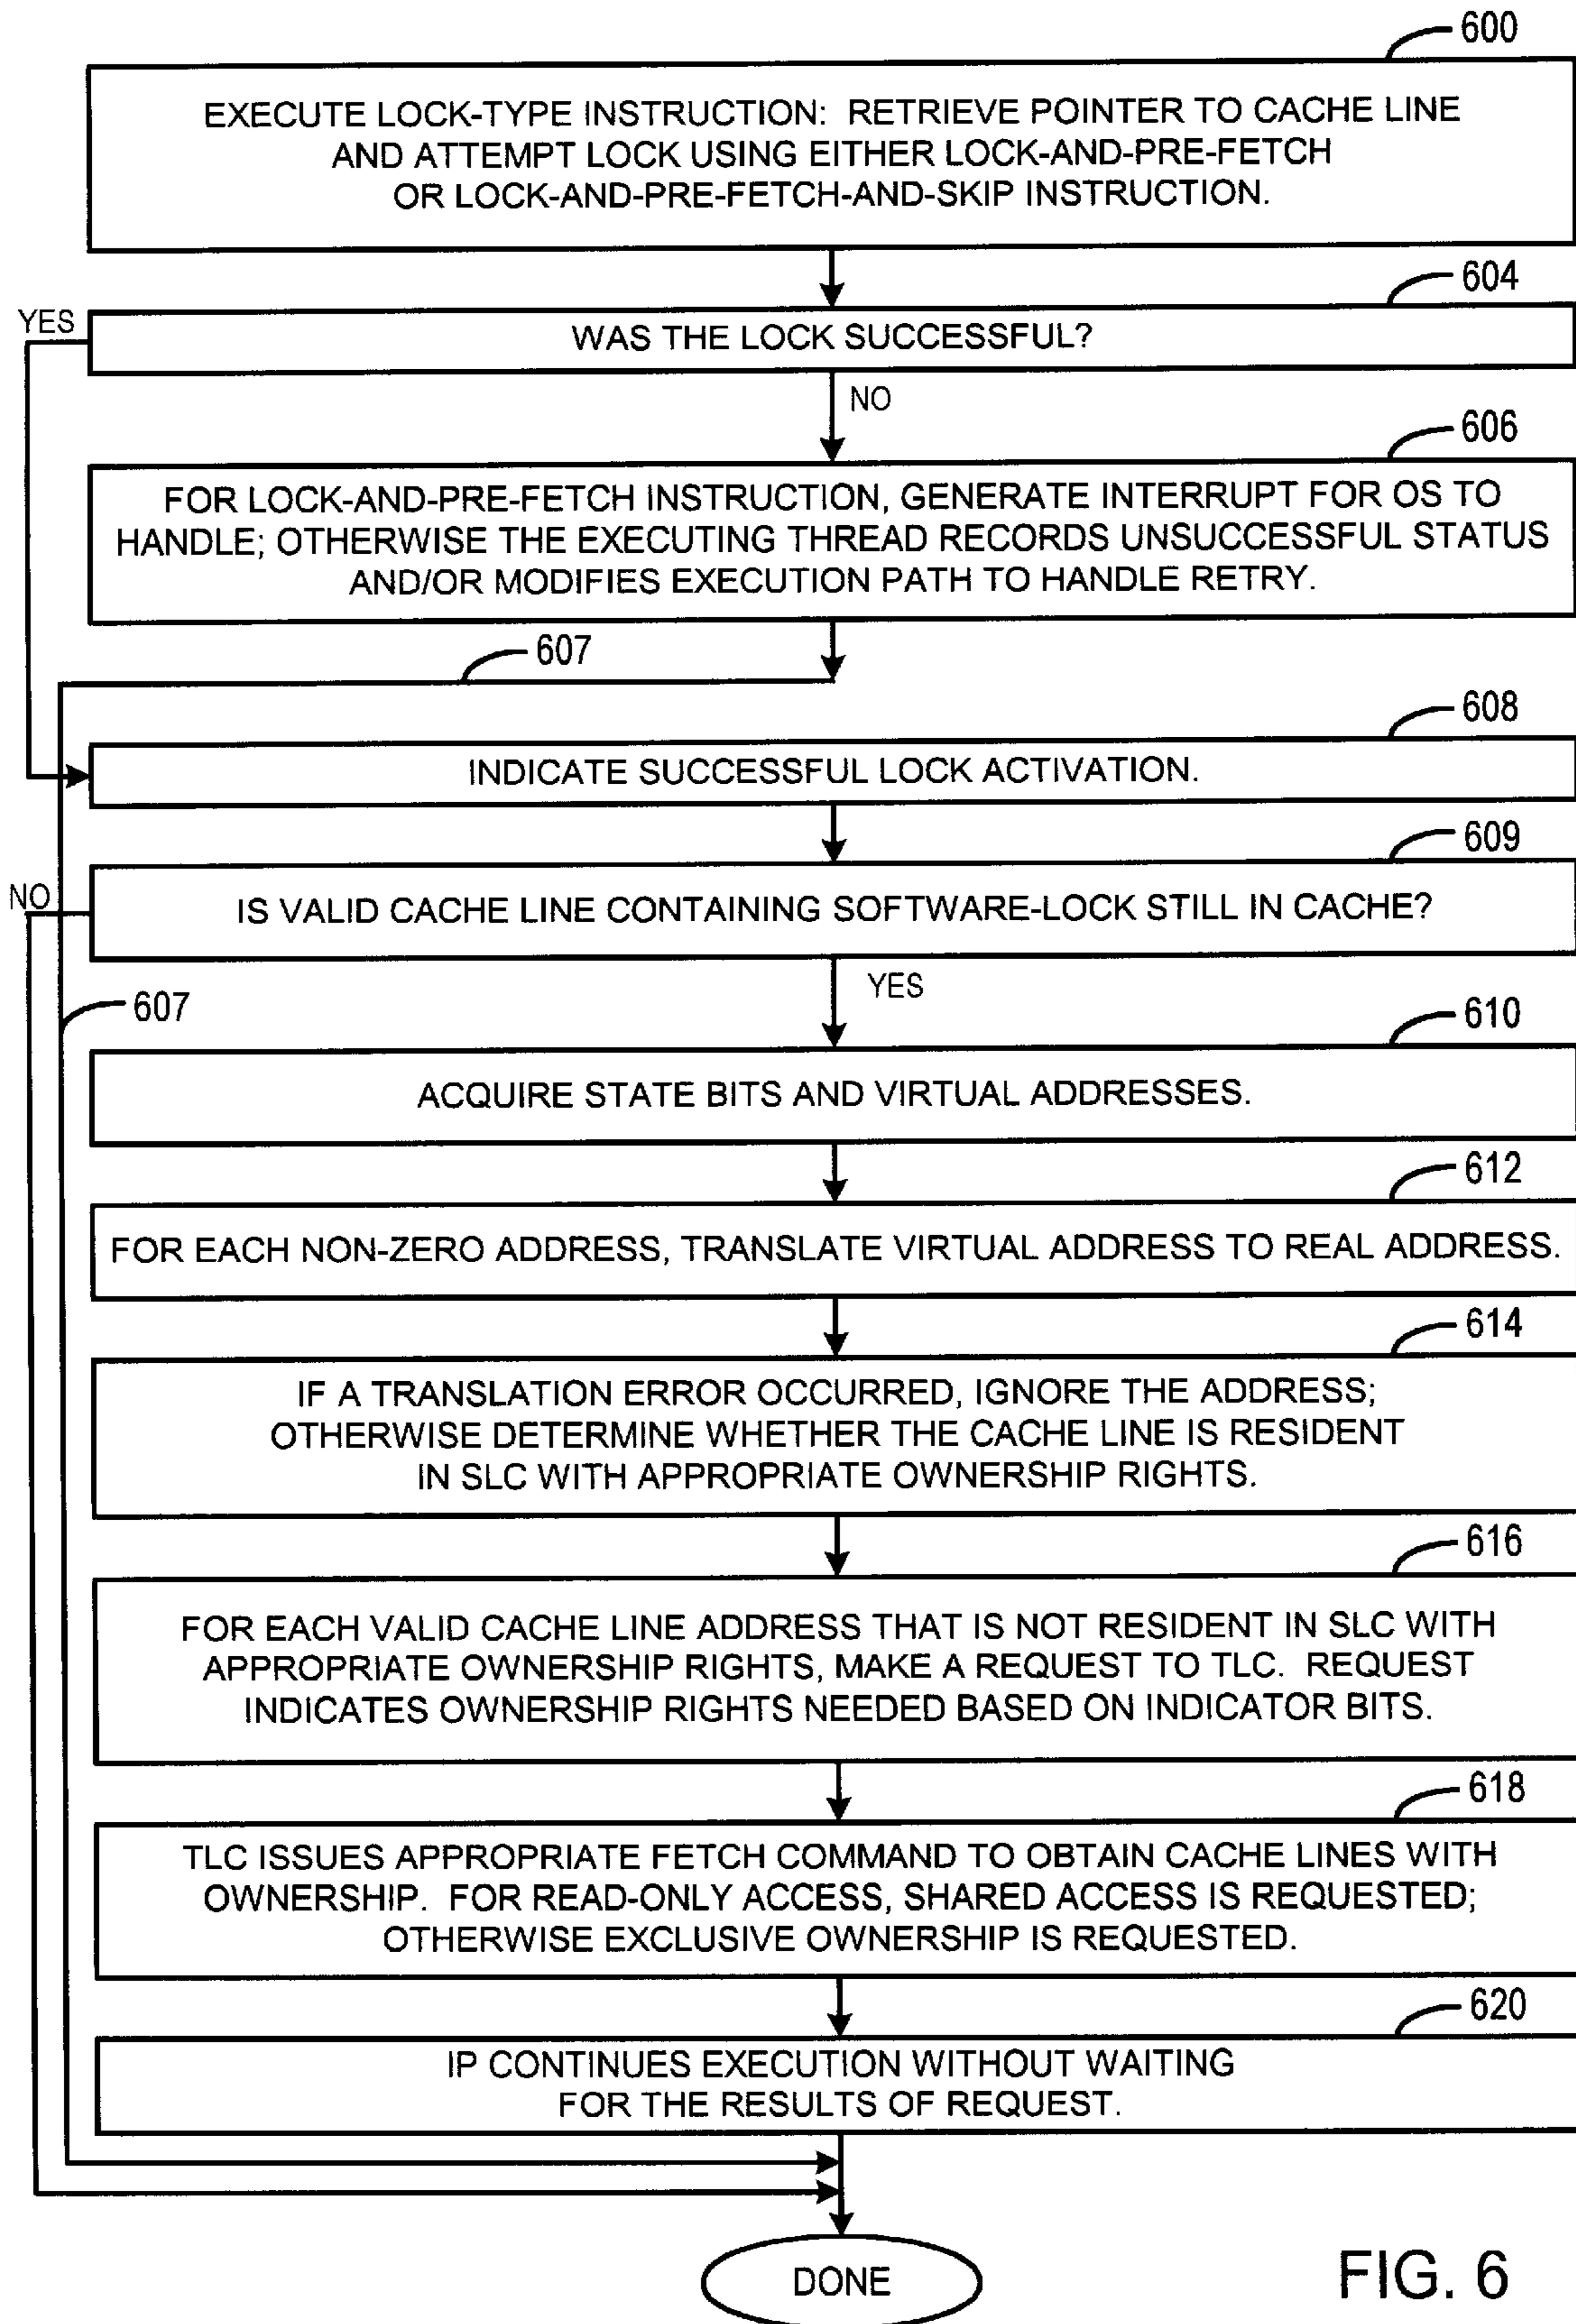 600
EXECUTE LOCK-TYPE INSTRUCTION: RETRIEVE POINTER TO CACHE LINE
AND ATTEMPT LOCK USING EITHER LOCK-AND-PRE-FETCH
OR LOCK-AND-PRE-FETCH-AND-SKIP INSTRUCTION.
604
YES
WAS THE LOCK SUCCESSFUL?
NO
606
FOR LOCK-AND-PRE-FETCH INSTRUCTION, GENERATE INTERRUPT FOR OS TO
HANDLE; OTHERWISE THE EXECUTING THREAD RECORDS UNSUCCESSFUL STATUS
AND/OR MODIFIES EXECUTION PATH TO HANDLE RETRY.
607
608
INDICATE SUCCESSFUL LOCK ACTIVATION.
609
NO
IS VALID CACHE LINE CONTAINING SOFTWARE-LOCK STILL IN CACHE?
YES
607
610
ACQUIRE STATE BITS AND VIRTUAL ADDRESSES.
612
FOR EACH NON-ZERO ADDRESS, TRANSLATE VIRTUAL ADDRESS TO REAL ADDRESS.
614
IF A TRANSLATION ERROR OCCURRED, IGNORE THE ADDRESS;
OTHERWISE DETERMINE WHETHER THE CACHE LINE IS RESIDENT
IN SLC WITH APPROPRIATE OWNERSHIP RIGHTS.
616
FOR EACH VALID CACHE LINE ADDRESS THAT IS NOT RESIDENT IN SLC WITH
APPROPRIATE OWNERSHIP RIGHTS, MAKE A REQUEST TO TLC. REQUEST
INDICATES OWNERSHIP RIGHTS NEEDED BASED ON INDICATOR BITS.
618
TLC ISSUES APPROPRIATE FETCH COMMAND TO OBTAIN CACHE LINES WITH
OWNERSHIP. FOR READ-ONLY ACCESS, SHARED ACCESS IS REQUESTED;
OTHERWISE EXCLUSIVE OWNERSHIP IS REQUESTED.
620
IP CONTINUES EXECUTION WITHOUT WAITING
FOR THE RESULTS OF REQUEST.
DONE
FIG. 6